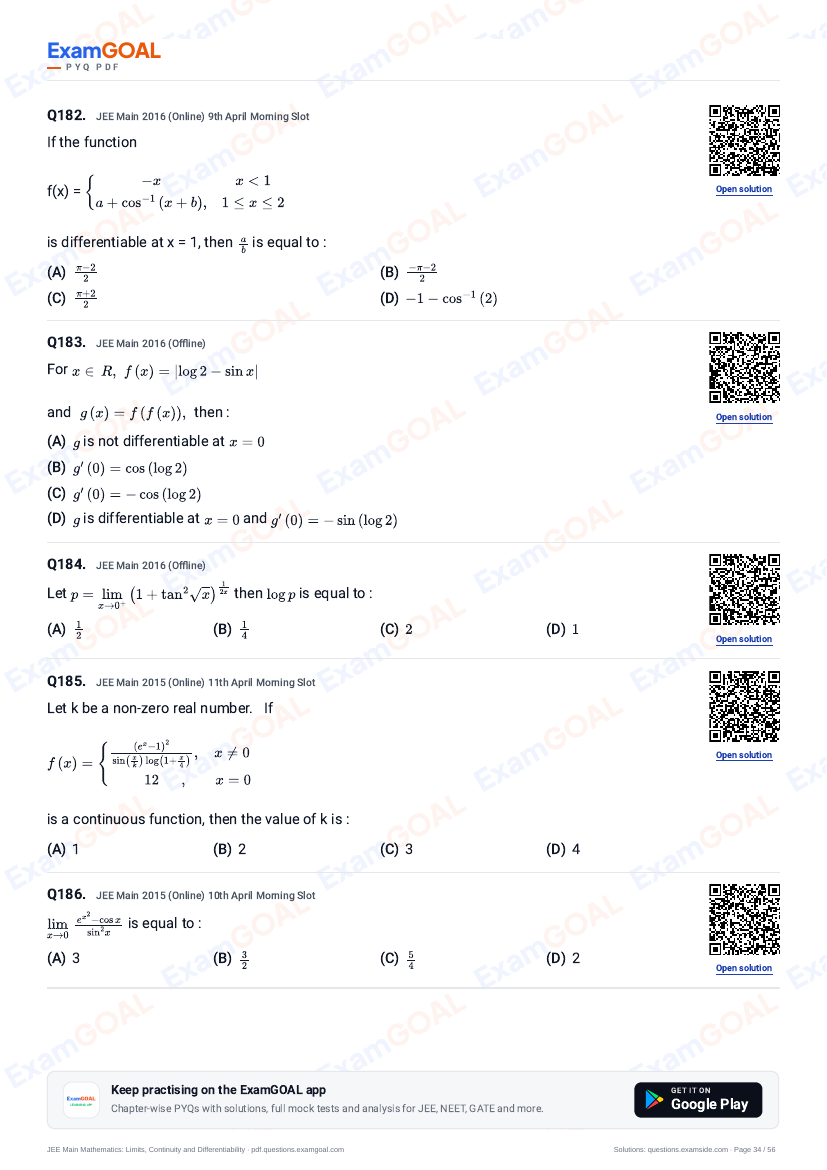 ExamGOAL
PYQ PDF
Q182. JEE Main 2016 (Online) 9th April Morning Slot
If the function
f(x) = { −x x < 1
a + cos⁻¹ (x + b), 1 ≤ x ≤ 2
is differentiable at x = 1, then a/b is equal to :
(A) (π−2)/2 (B) (−π−2)/2
(C) (π+2)/2 (D) −1 − cos⁻¹ (2)
Open solution
Q183. JEE Main 2016 (Offline)
For x ∈ R, f (x) = |log 2 − sin x|
and g (x) = f (f (x)), then :
(A) g is not differentiable at x = 0
(B) g′ (0) = cos (log 2)
(C) g′ (0) = − cos (log 2)
(D) g is differentiable at x = 0 and g′ (0) = − sin (log 2)
Open solution
Q184. JEE Main 2016 (Offline)
Let p = lim x→0⁺ (1 + tan² √x)^(1/2x) then log p is equal to :
(A) 1/2 (B) 1/4 (C) 2 (D) 1
Open solution
Q185. JEE Main 2015 (Online) 11th April Morning Slot
Let k be a non-zero real number. If
f (x) = { (eˣ−1)² / sin(x/k) log(1+x/4) , x ≠ 0
12 , x = 0
is a continuous function, then the value of k is :
(A) 1 (B) 2 (C) 3 (D) 4
Open solution
Q186. JEE Main 2015 (Online) 10th April Morning Slot
lim x→0 (e^(x²)−cos x)/(sin² x) is equal to :
(A) 3 (B) 3/2 (C) 5/4 (D) 2
Open solution
Keep practising on the ExamGOAL app
Chapter-wise PYQs with solutions, full mock tests and analysis for JEE, NEET, GATE and more.
GET IT ON
Google Play
JEE Main Mathematics: Limits, Continuity and Differentiability · pdf.questions.examgoal.com
Solutions: questions.examside.com · Page 34 / 56